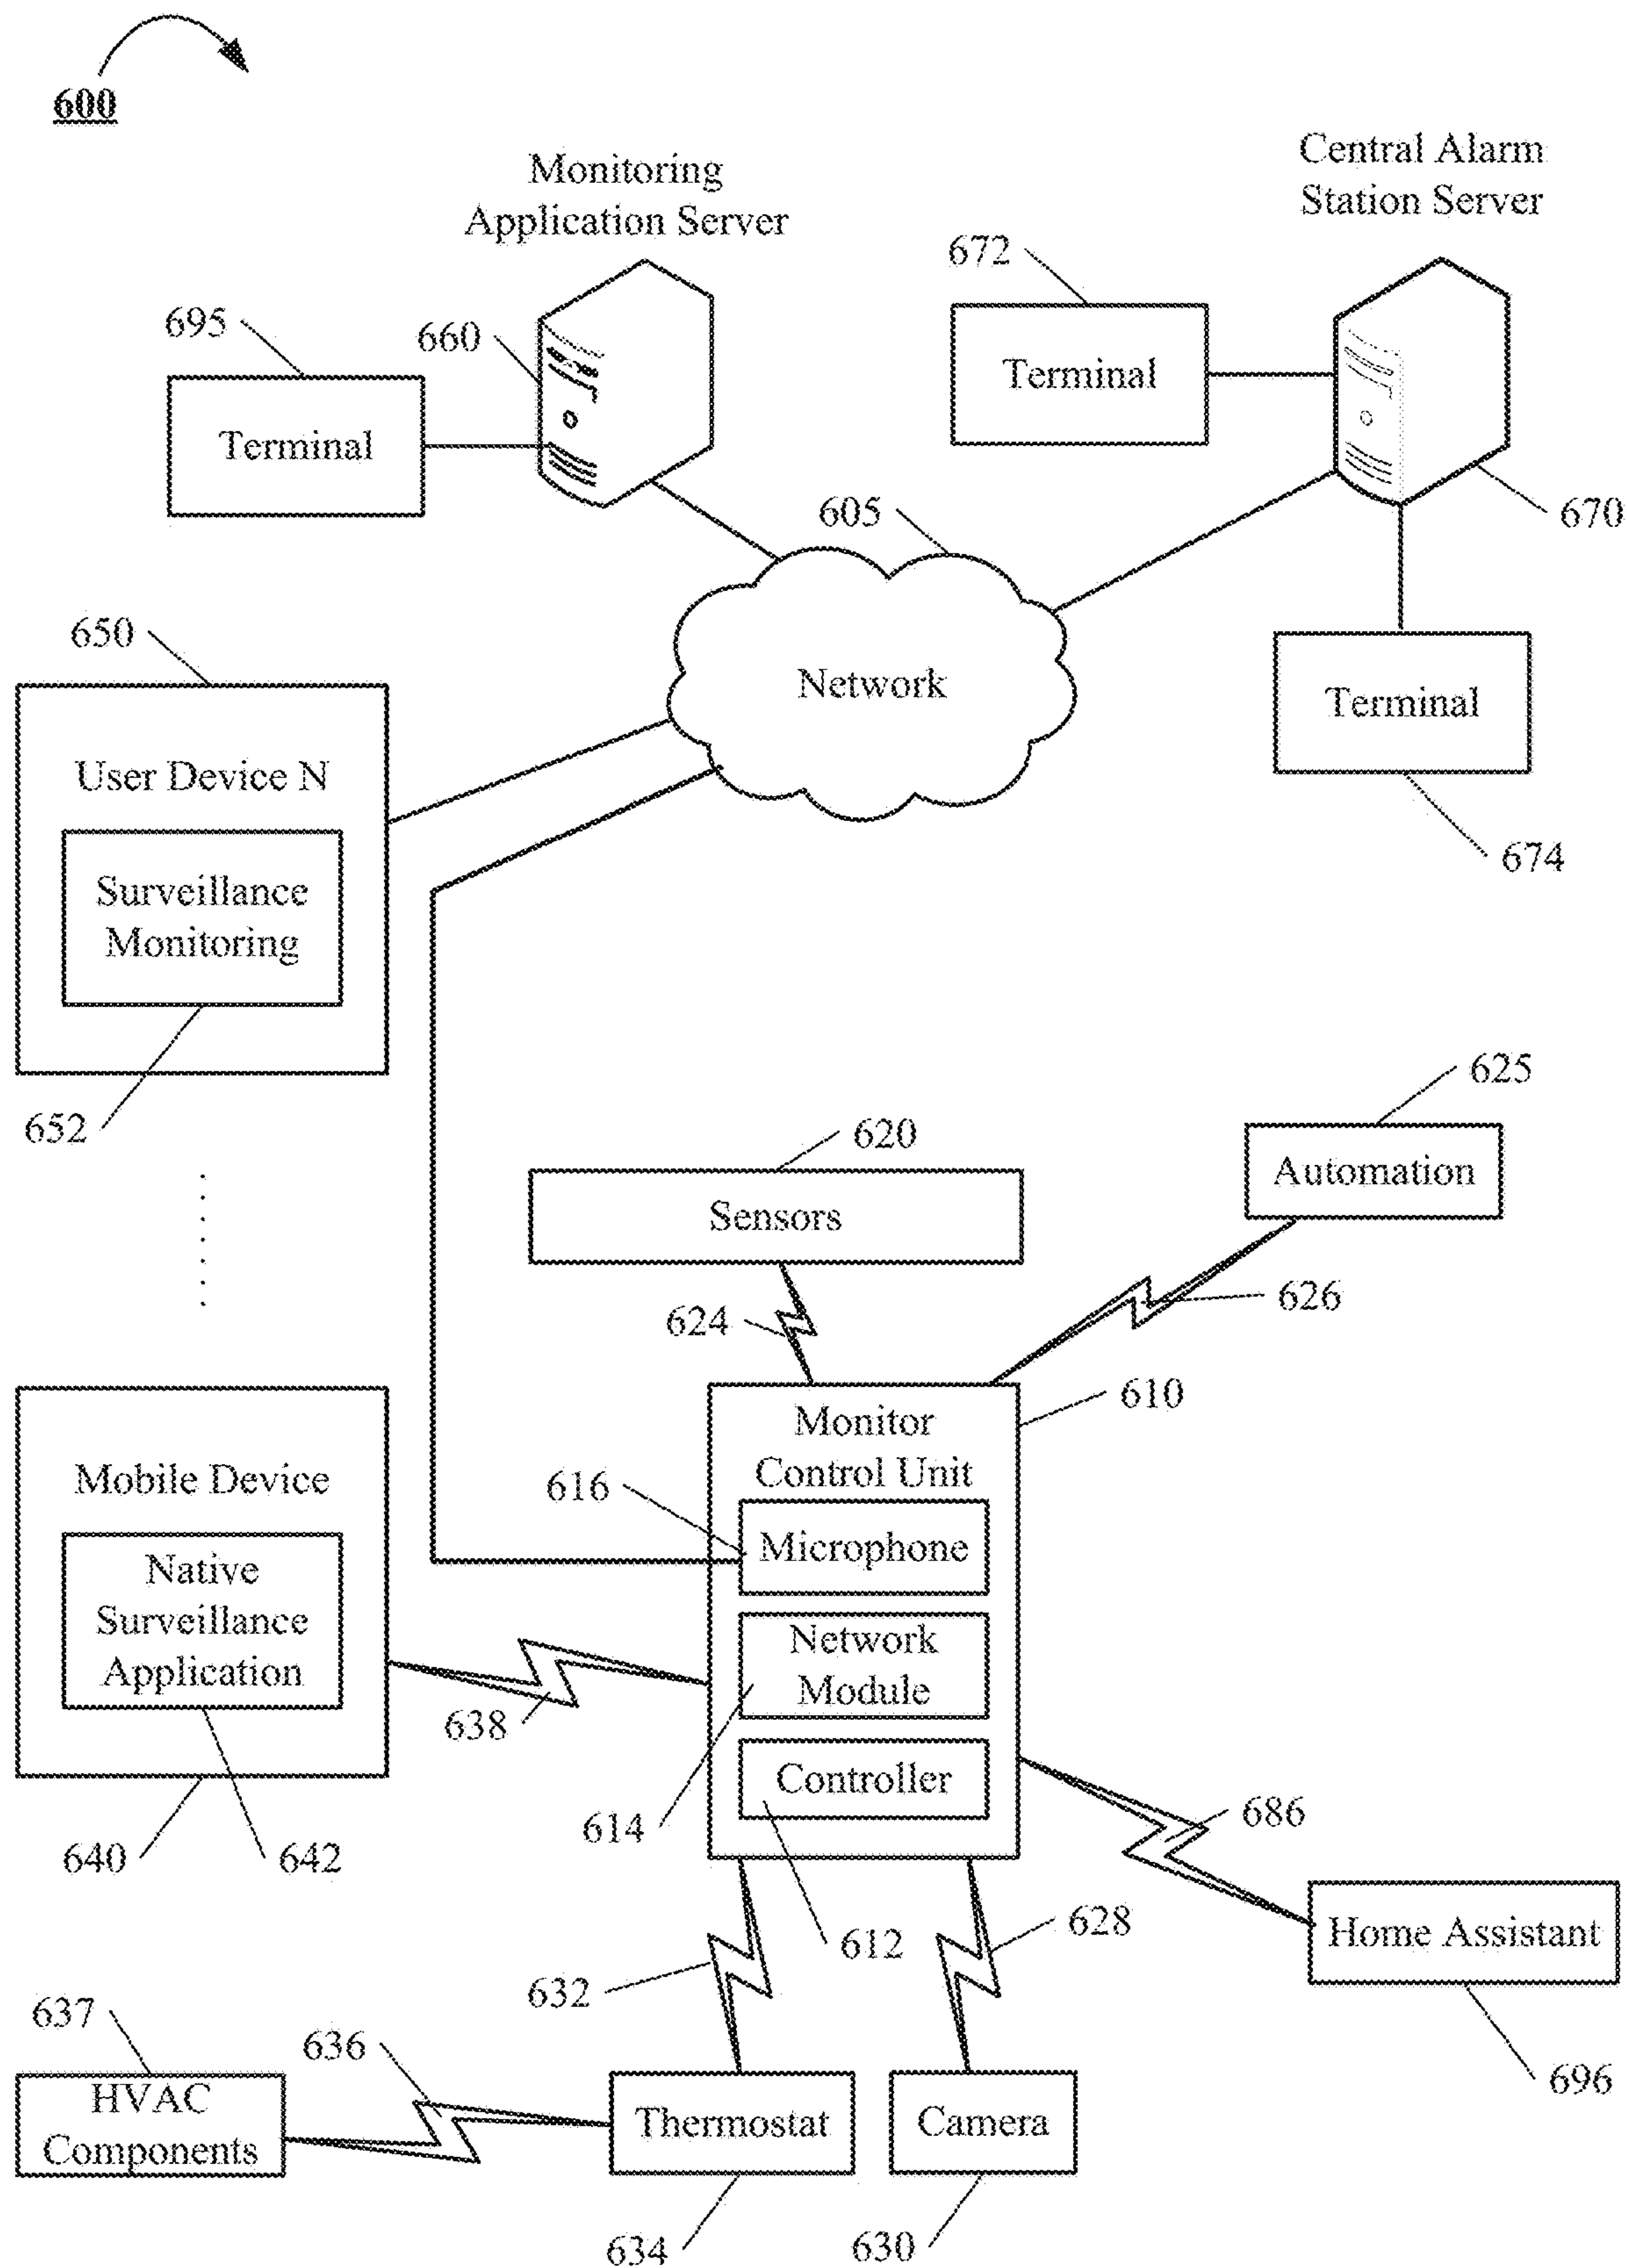 600
Monitoring
Application Server
Central Alarm
Station Server
672
695
660
Terminal
Terminal
605
670
650
Network
Terminal
User Device N
674
Surveillance
Monitoring
625
652
620
Automation
Sensors
626
624
610
Monitor
Control Unit
Mobile Device
616
Microphone
Native
Surveillance
Application
Network
Module
638
Controller
686
614
640
642
628
612
Home Assistant
632
637
636
696
HVAC
Components
Thermostat
Camera
634
630